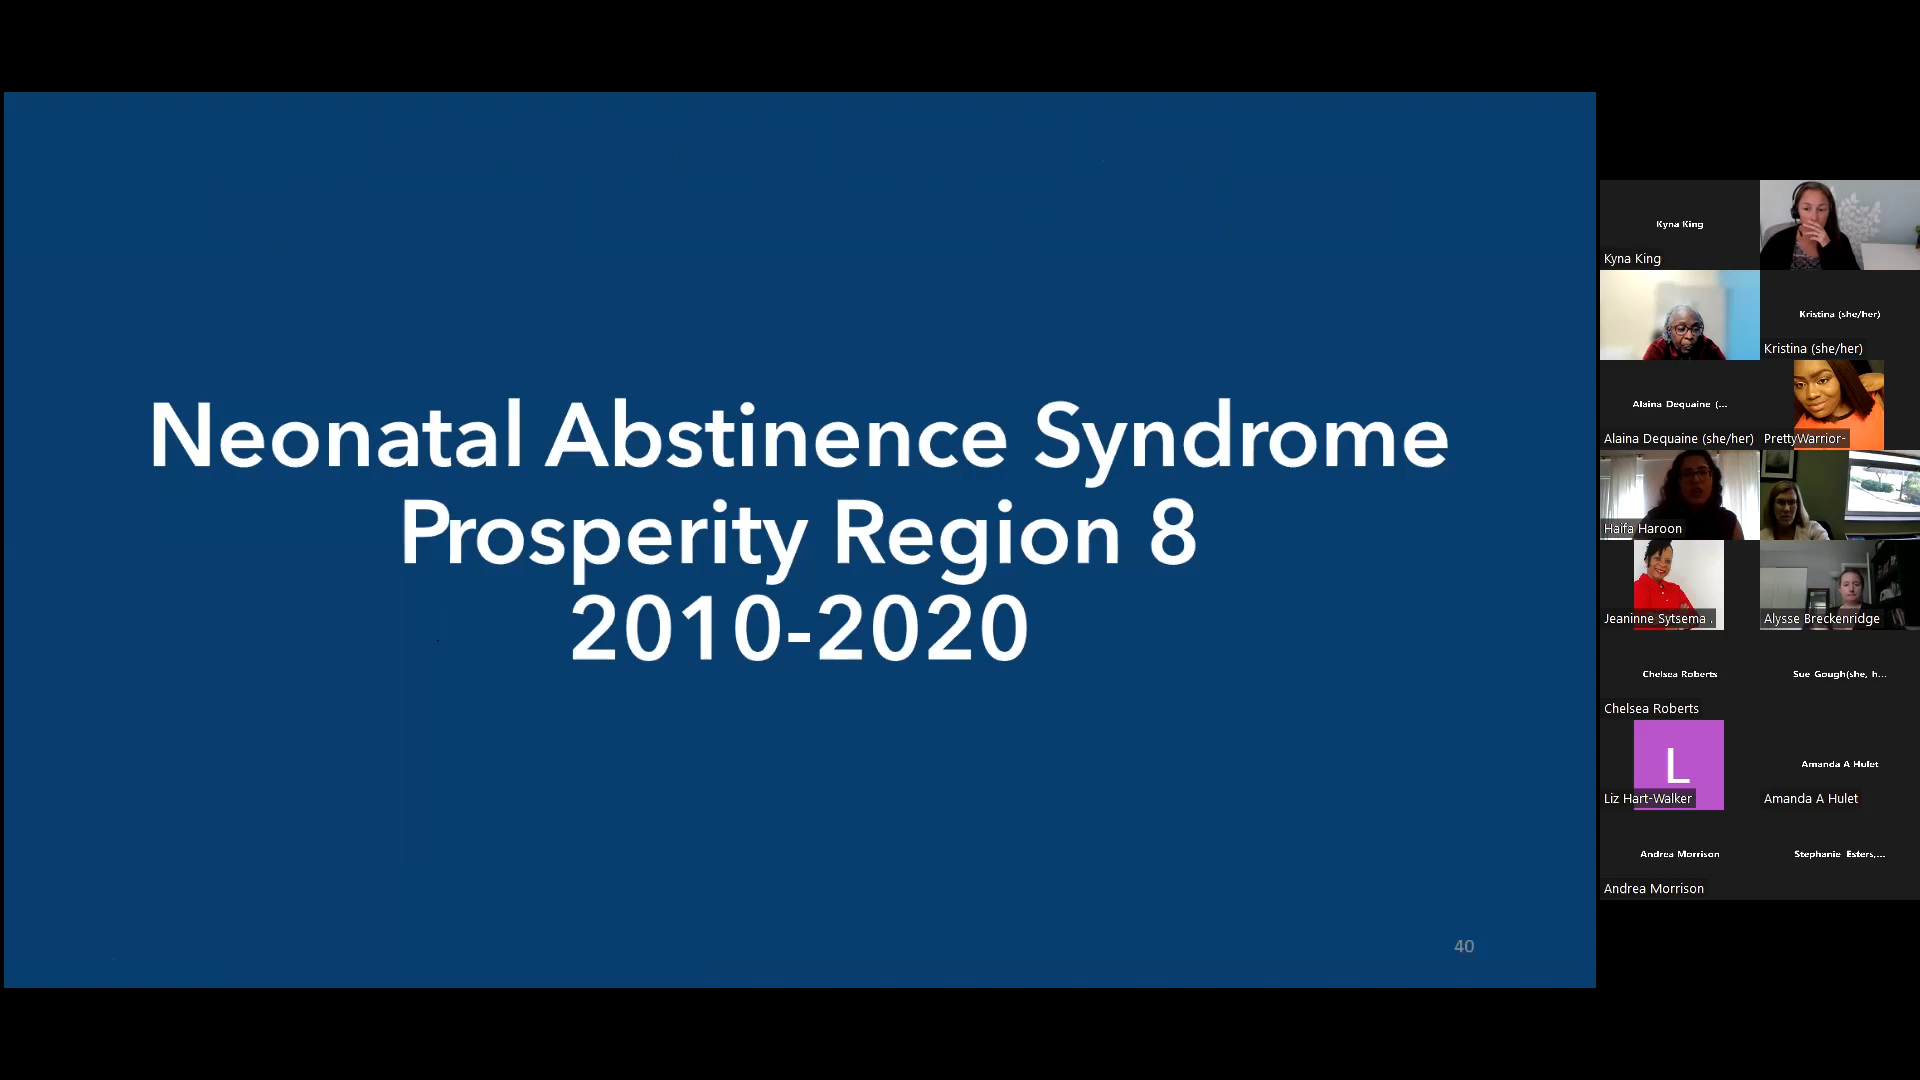 Neonatal Abstinence Syndrome
Prosperity Region 8
2010-2020
40
Kyna King
Kyna King
Kristina (she/her)
Kristina (she/her)
Alaina Dequaine (...
Alaina Dequaine (she/her)
PrettyWarrior-
Haifa Haroon
Jeaninne Sytsema .
Alysse Breckenridge
Chelsea Roberts
Chelsea Roberts
Sue Gough(she, h...
L
Liz Hart-Walker
Amanda A Hulet
Amanda A Hulet
Andrea Morrison
Andrea Morrison
Stephanie Esters,...